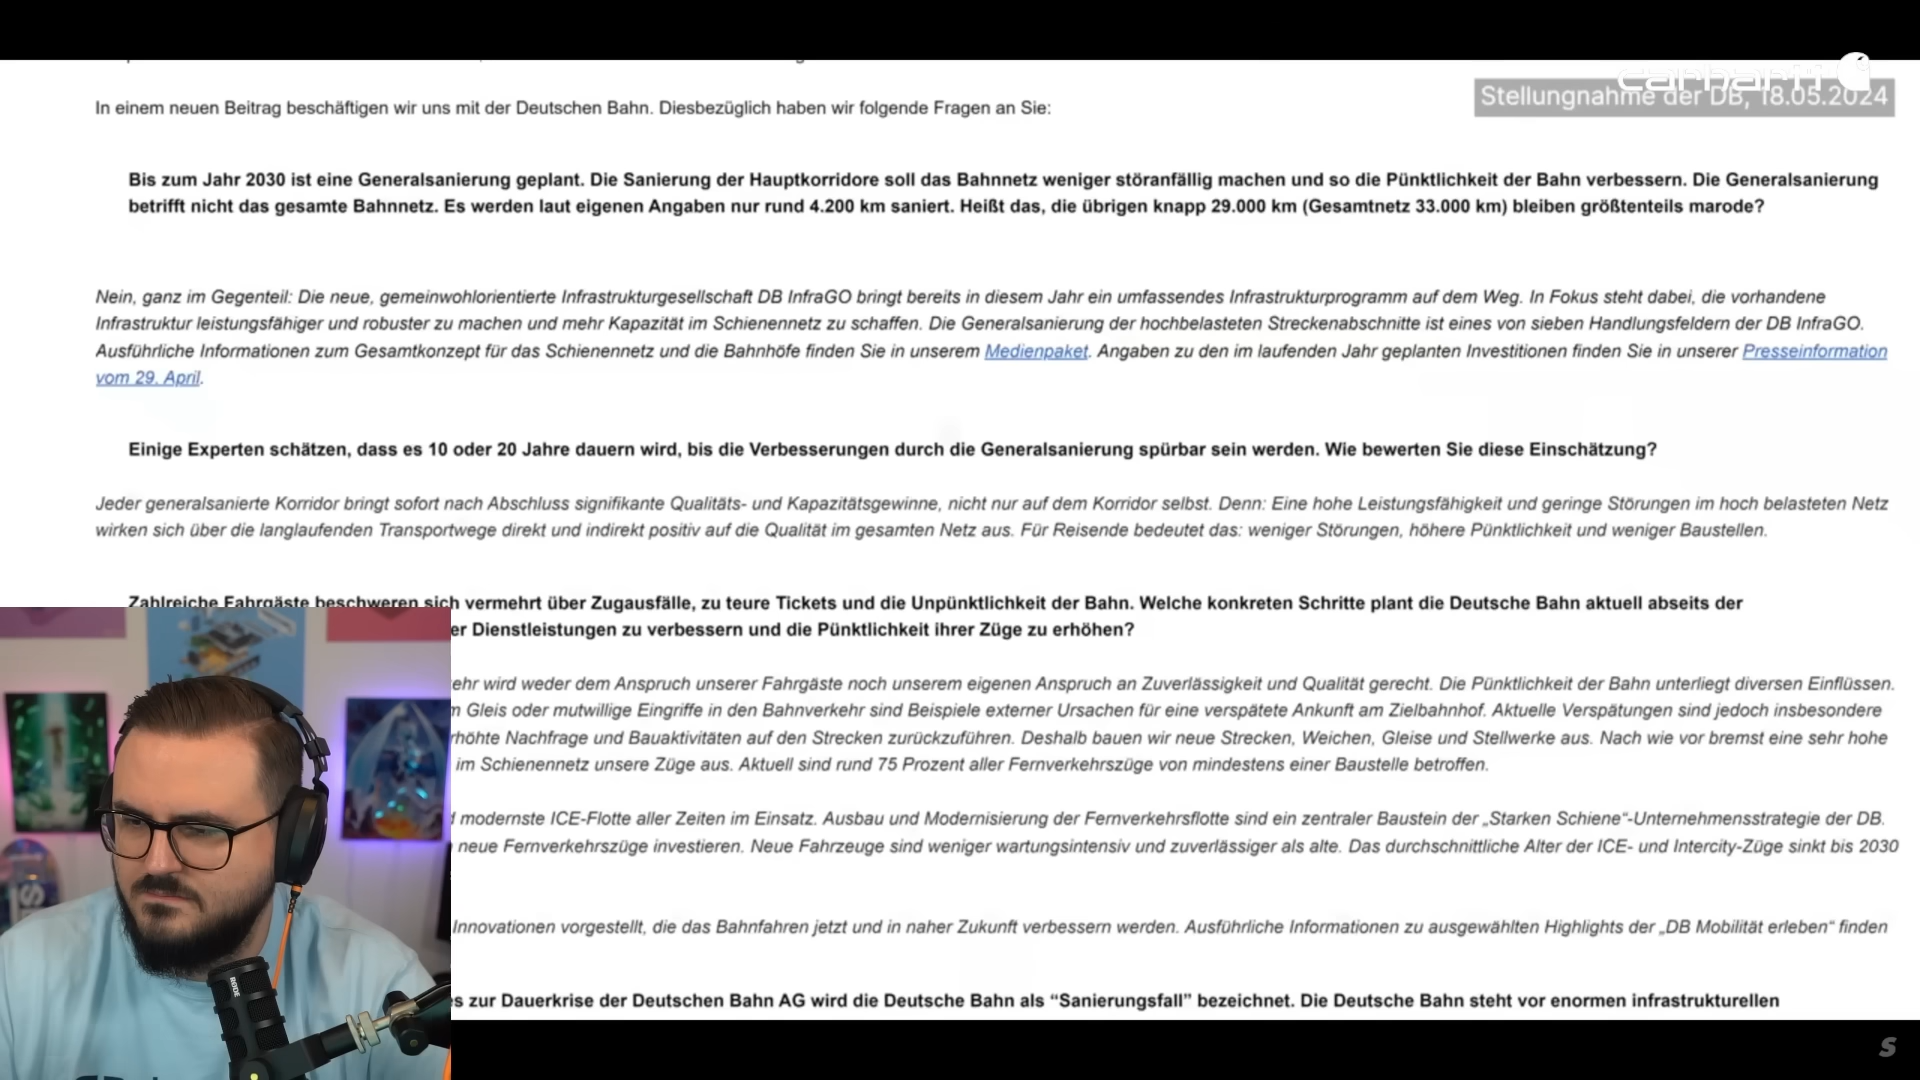 carhartt
Stellungnahme der DB, 18.05.2024
In einem neuen Beitrag beschäftigen wir uns mit der Deutschen Bahn. Diesbezüglich haben wir folgende Fragen an Sie:
Bis zum Jahr 2030 ist eine Generalsanierung geplant. Die Sanierung der Hauptkorridore soll das Bahnnetz weniger störanfällig machen und so die Pünktlichkeit der Bahn verbessern. Die Generalsanierung
betrifft nicht das gesamte Bahnnetz. Es werden laut eigenen Angaben nur rund 4.200 km saniert. Heißt das, die übrigen knapp 29.000 km (Gesamtnetz 33.000 km) bleiben größtenteils marode?
Nein, ganz im Gegenteil: Die neue, gemeinwohlorientierte Infrastrukturgesellschaft DB InfraGO bringt bereits in diesem Jahr ein umfassendes Infrastrukturprogramm auf dem Weg. In Fokus steht dabei, die vorhandene
Infrastruktur leistungsfähiger und robuster zu machen und mehr Kapazität im Schienennetz zu schaffen. Die Generalsanierung der hochbelasteten Streckenabschnitte ist eines von sieben Handlungsfeldern der DB InfraGO.
Ausführliche Informationen zum Gesamtkonzept für das Schienennetz und die Bahnhöfe finden Sie in unserem Medienpaket. Angaben zu den im laufenden Jahr geplanten Investitionen finden Sie in unserer Presseinformation
vom 29. April.
Einige Experten schätzen, dass es 10 oder 20 Jahre dauern wird, bis die Verbesserungen durch die Generalsanierung spürbar sein werden. Wie bewerten Sie diese Einschätzung?
Jeder generalsanierte Korridor bringt sofort nach Abschluss signifikante Qualitäts- und Kapazitätsgewinne, nicht nur auf dem Korridor selbst. Denn: Eine hohe Leistungsfähigkeit und geringe Störungen im hoch belasteten Netz
wirken sich über die langlaufenden Transportwege direkt und indirekt positiv auf die Qualität im gesamten Netz aus. Für Reisende bedeutet das: weniger Störungen, höhere Pünktlichkeit und weniger Baustellen.
Zahlreiche Fahrgäste beschweren sich vermehrt über Zugausfälle, zu teure Tickets und die Unpünktlichkeit der Bahn. Welche konkreten Schritte plant die Deutsche Bahn aktuell abseits der
er Dienstleistungen zu verbessern und die Pünktlichkeit ihrer Züge zu erhöhen?
ehr wird weder dem Anspruch unserer Fahrgäste noch unserem eigenen Anspruch an Zuverlässigkeit und Qualität gerecht. Die Pünktlichkeit der Bahn unterliegt diversen Einflüssen.
Gleis oder mutwillige Eingriffe in den Bahnverkehr sind Beispiele externer Ursachen für eine verspätete Ankunft am Zielbahnhof. Aktuelle Verspätungen sind jedoch insbesondere
rhöhte Nachfrage und Bauaktivitäten auf den Strecken zurückzuführen. Deshalb bauen wir neue Strecken, Weichen, Gleise und Stellwerke aus. Nach wie vor bremst eine sehr hohe
im Schienennetz unsere Züge aus. Aktuell sind rund 75 Prozent aller Fernverkehrszüge von mindestens einer Baustelle betroffen.
modernste ICE-Flotte aller Zeiten im Einsatz. Ausbau und Modernisierung der Fernverkehrsflotte sind ein zentraler Baustein der „Starken Schiene“-Unternehmensstrategie der DB.
neue Fernverkehrszüge investieren. Neue Fahrzeuge sind weniger wartungsintensiv und zuverlässiger als alte. Das durchschnittliche Alter der ICE- und Intercity-Züge sinkt bis 2030
Innovationen vorgestellt, die das Bahnfahren jetzt und in naher Zukunft verbessern werden. Ausführliche Informationen zu ausgewählten Highlights der „DB Mobilität erleben“ finden
s zur Dauerkrise der Deutschen Bahn AG wird die Deutsche Bahn als “Sanierungsfall” bezeichnet. Die Deutsche Bahn steht vor enormen infrastrukturellen
RØDE
S